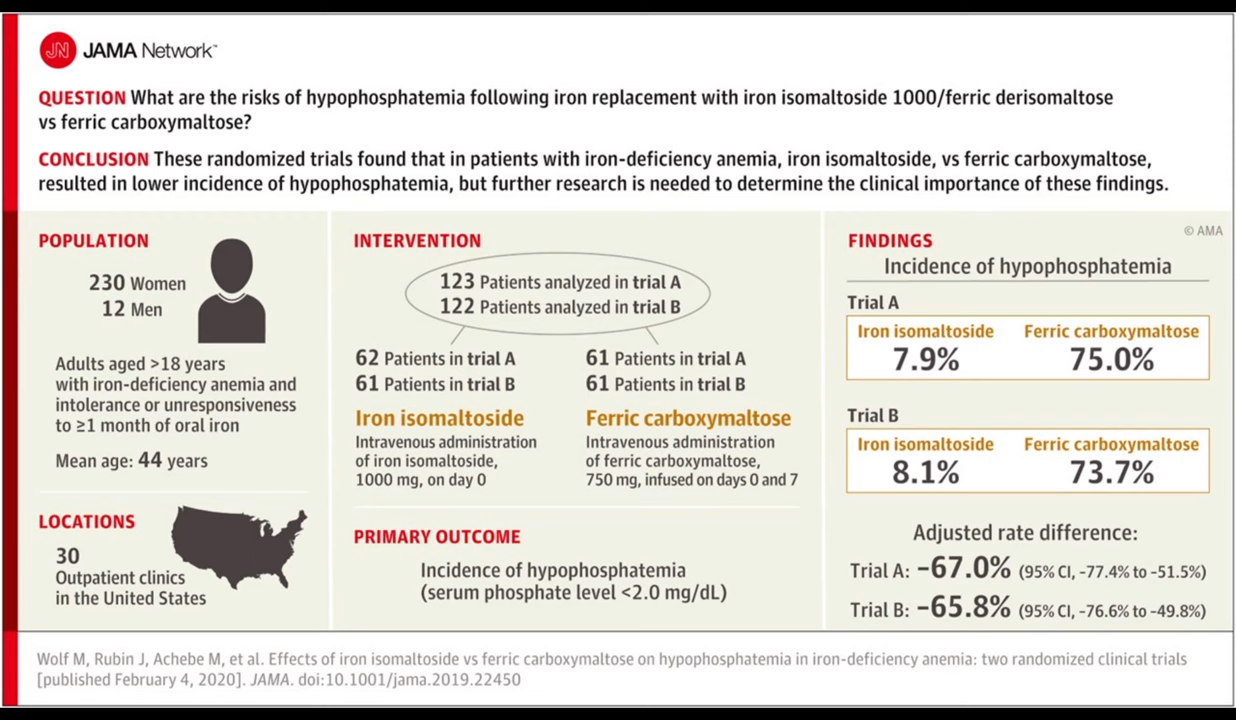 JN JAMA Network™
QUESTION What are the risks of hypophosphatemia following iron replacement with iron isomaltoside 1000/ferric derisomaltose
vs ferric carboxymaltose?
CONCLUSION These randomized trials found that in patients with iron-deficiency anemia, iron isomaltoside, vs ferric carboxymaltose,
resulted in lower incidence of hypophosphatemia, but further research is needed to determine the clinical importance of these findings.
POPULATION
230 Women
12 Men
Adults aged >18 years
with iron-deficiency anemia and
intolerance or unresponsiveness
to ≥1 month of oral iron
Mean age: 44 years
LOCATIONS
30
Outpatient clinics
in the United States
INTERVENTION
123 Patients analyzed in trial A
122 Patients analyzed in trial B
62 Patients in trial A
61 Patients in trial B
Iron isomaltoside
Intravenous administration
of iron isomaltoside,
1000 mg, on day 0
61 Patients in trial A
61 Patients in trial B
Ferric carboxymaltose
Intravenous administration
of ferric carboxymaltose,
750 mg, infused on days 0 and 7
PRIMARY OUTCOME
Incidence of hypophosphatemia
(serum phosphate level <2.0 mg/dL)
© AMA
FINDINGS
Incidence of hypophosphatemia
Trial A
Iron isomaltoside Ferric carboxymaltose
7.9% 75.0%
Trial B
Iron isomaltoside Ferric carboxymaltose
8.1% 73.7%
Adjusted rate difference:
Trial A: -67.0% (95% CI, -77.4% to -51.5%)
Trial B: -65.8% (95% CI, -76.6% to -49.8%)
Wolf M, Rubin J, Achebe M, et al. Effects of iron isomaltoside vs ferric carboxymaltose on hypophosphatemia in iron-deficiency anemia: two randomized clinical trials
[published February 4, 2020]. JAMA. doi:10.1001/jama.2019.22450